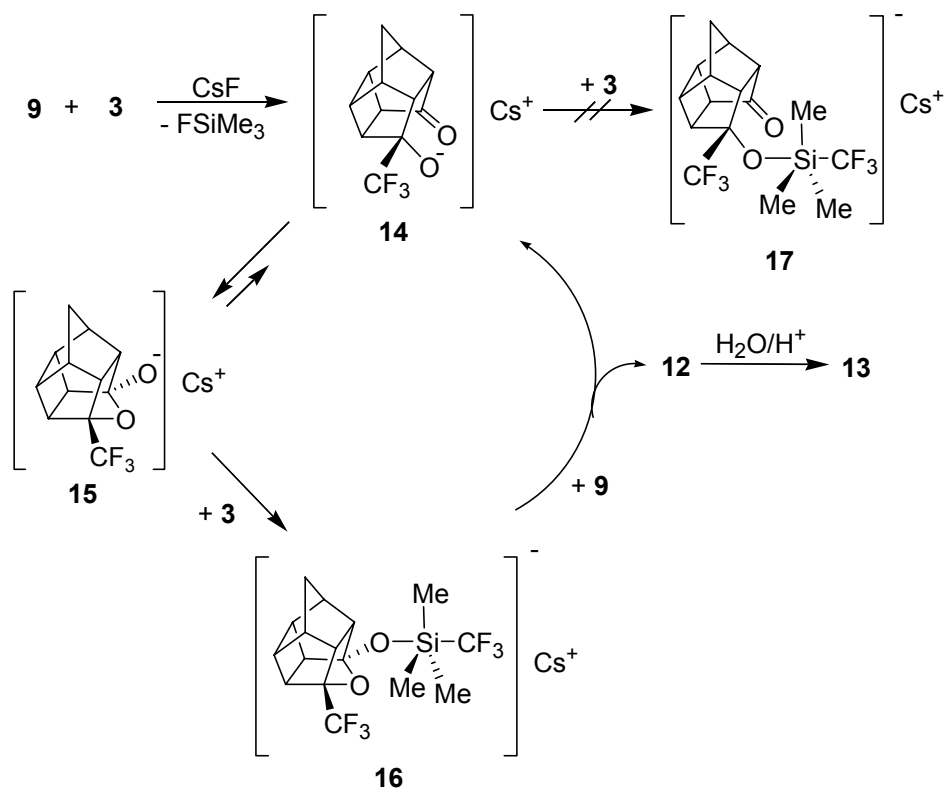 9 + 3
CsF
- FSiMe3
O
O-
CF3
Cs+
14
+ 3
-
Cs+
O
Me
O
Si
CF3
CF3
Me
Me
17
O-
O
CF3
Cs+
15
+ 3
12
H2O/H+
13
+ 9
-
Me
O
Si
CF3
O
Me
Me
CF3
Cs+
16